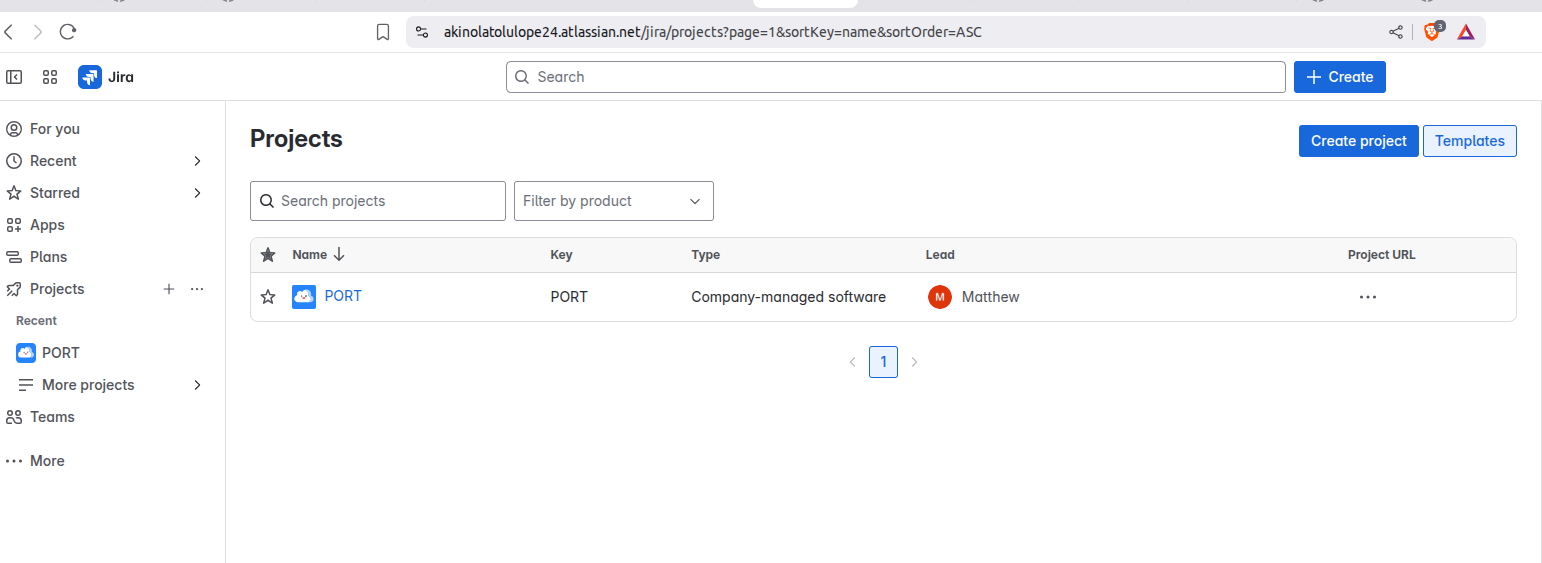 akinolatolulope24.atlassian.net/jira/projects?page=1&sortKey=name&sortOrder=ASC
3
Jira
Search
Create
For you
Recent
Starred
Apps
Plans
Projects
Recent
PORT
More projects
Teams
More
Projects
Create project
Templates
Search projects
Filter by product
Name Key Type Lead Project URL
PORT PORT Company-managed software M Matthew
1